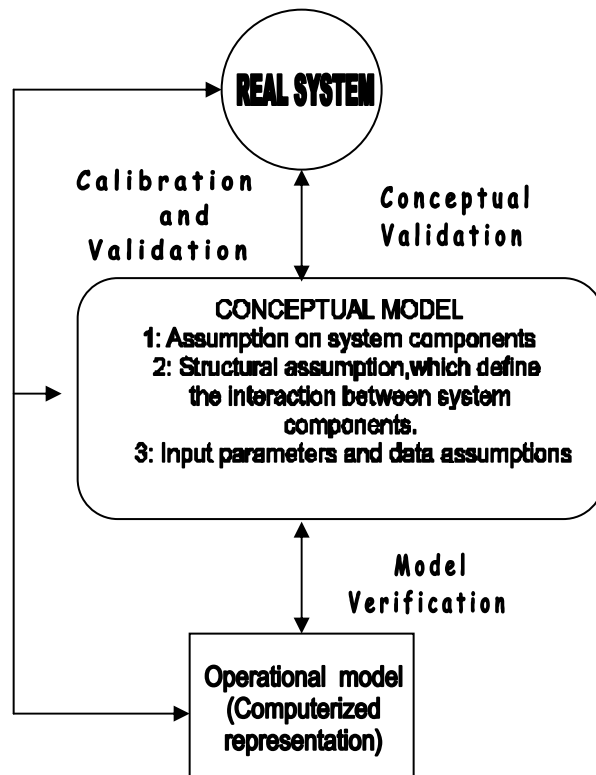 REAL SYSTEM
Calibration
and
Validation
Conceptual
Validation
CONCEPTUAL MODEL
1: Assumption on system components
2: Structural assumption,which define
the interaction between system
components.
3: Input parameters and data assumptions
Model
Verification
Operational model
(Computerized
representation)